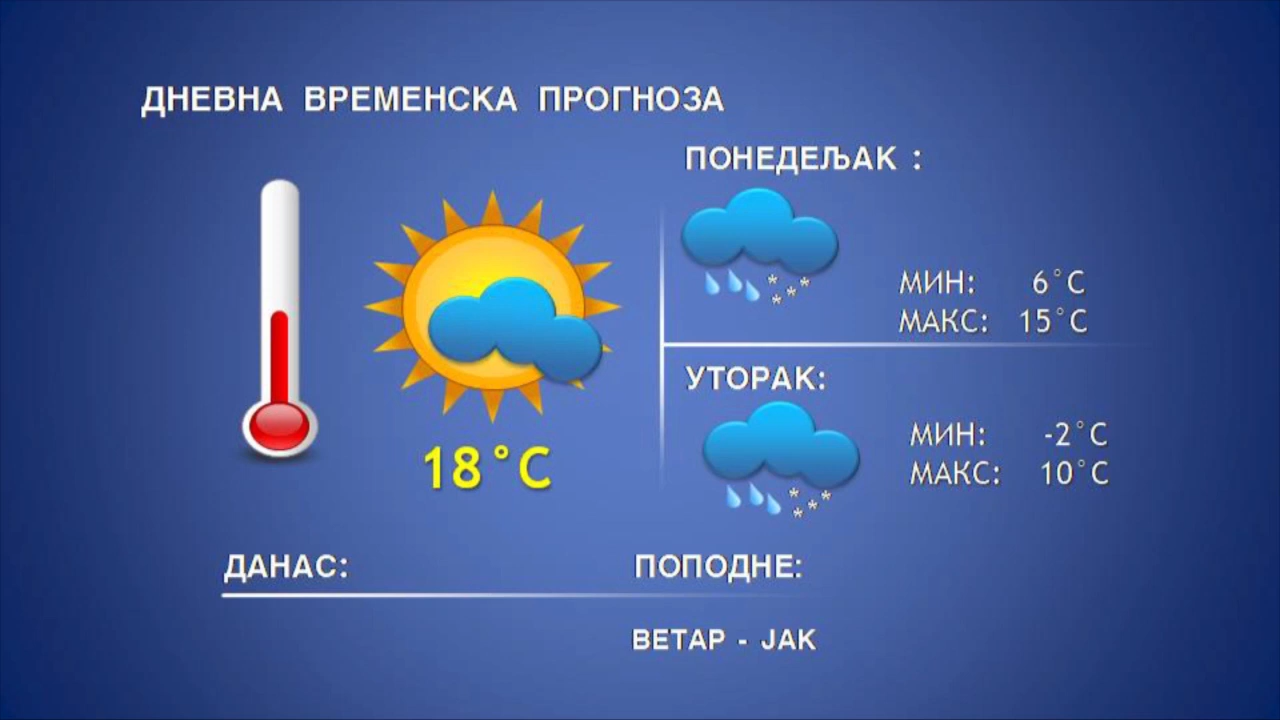 ДНЕВНА ВРЕМЕНСКА ПРОГНОЗА
18°C
ПОНЕДЕЉАК :
МИН: 6°C
МАКС: 15°C
УТОРАК:
МИН: -2°C
МАКС: 10°C
ДАНАС:
ПОПОДНЕ:
ВЕТАР - ЈАК